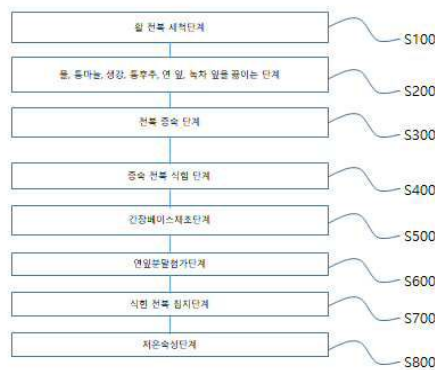 활 전복 세척단계
S100
물, 통마늘, 생강, 통후추, 연 잎, 녹차 잎을 끓이는 단계
S200
전복 증숙 단계
S300
증숙 전복 식힘 단계
S400
간장베이스제조단계
S500
연잎분말첨가단계
S600
식힌 전복 침지단계
S700
저온숙성단계
S800